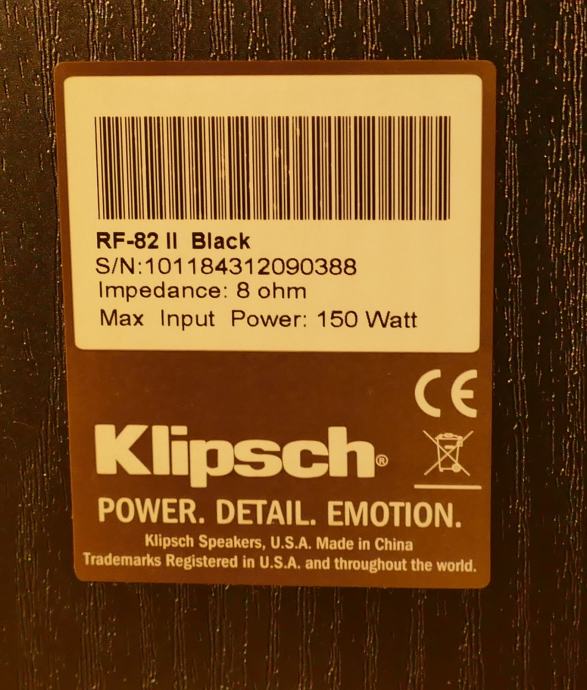 RF-82 II Black
S/N:101184312090388
Impedance: 8 ohm
Max Input Power: 150 Watt
CE
Klipsch®
POWER. DETAIL. EMOTION.
Klipsch Speakers, U.S.A. Made in China
Trademarks Registered in U.S.A. and throughout the world.